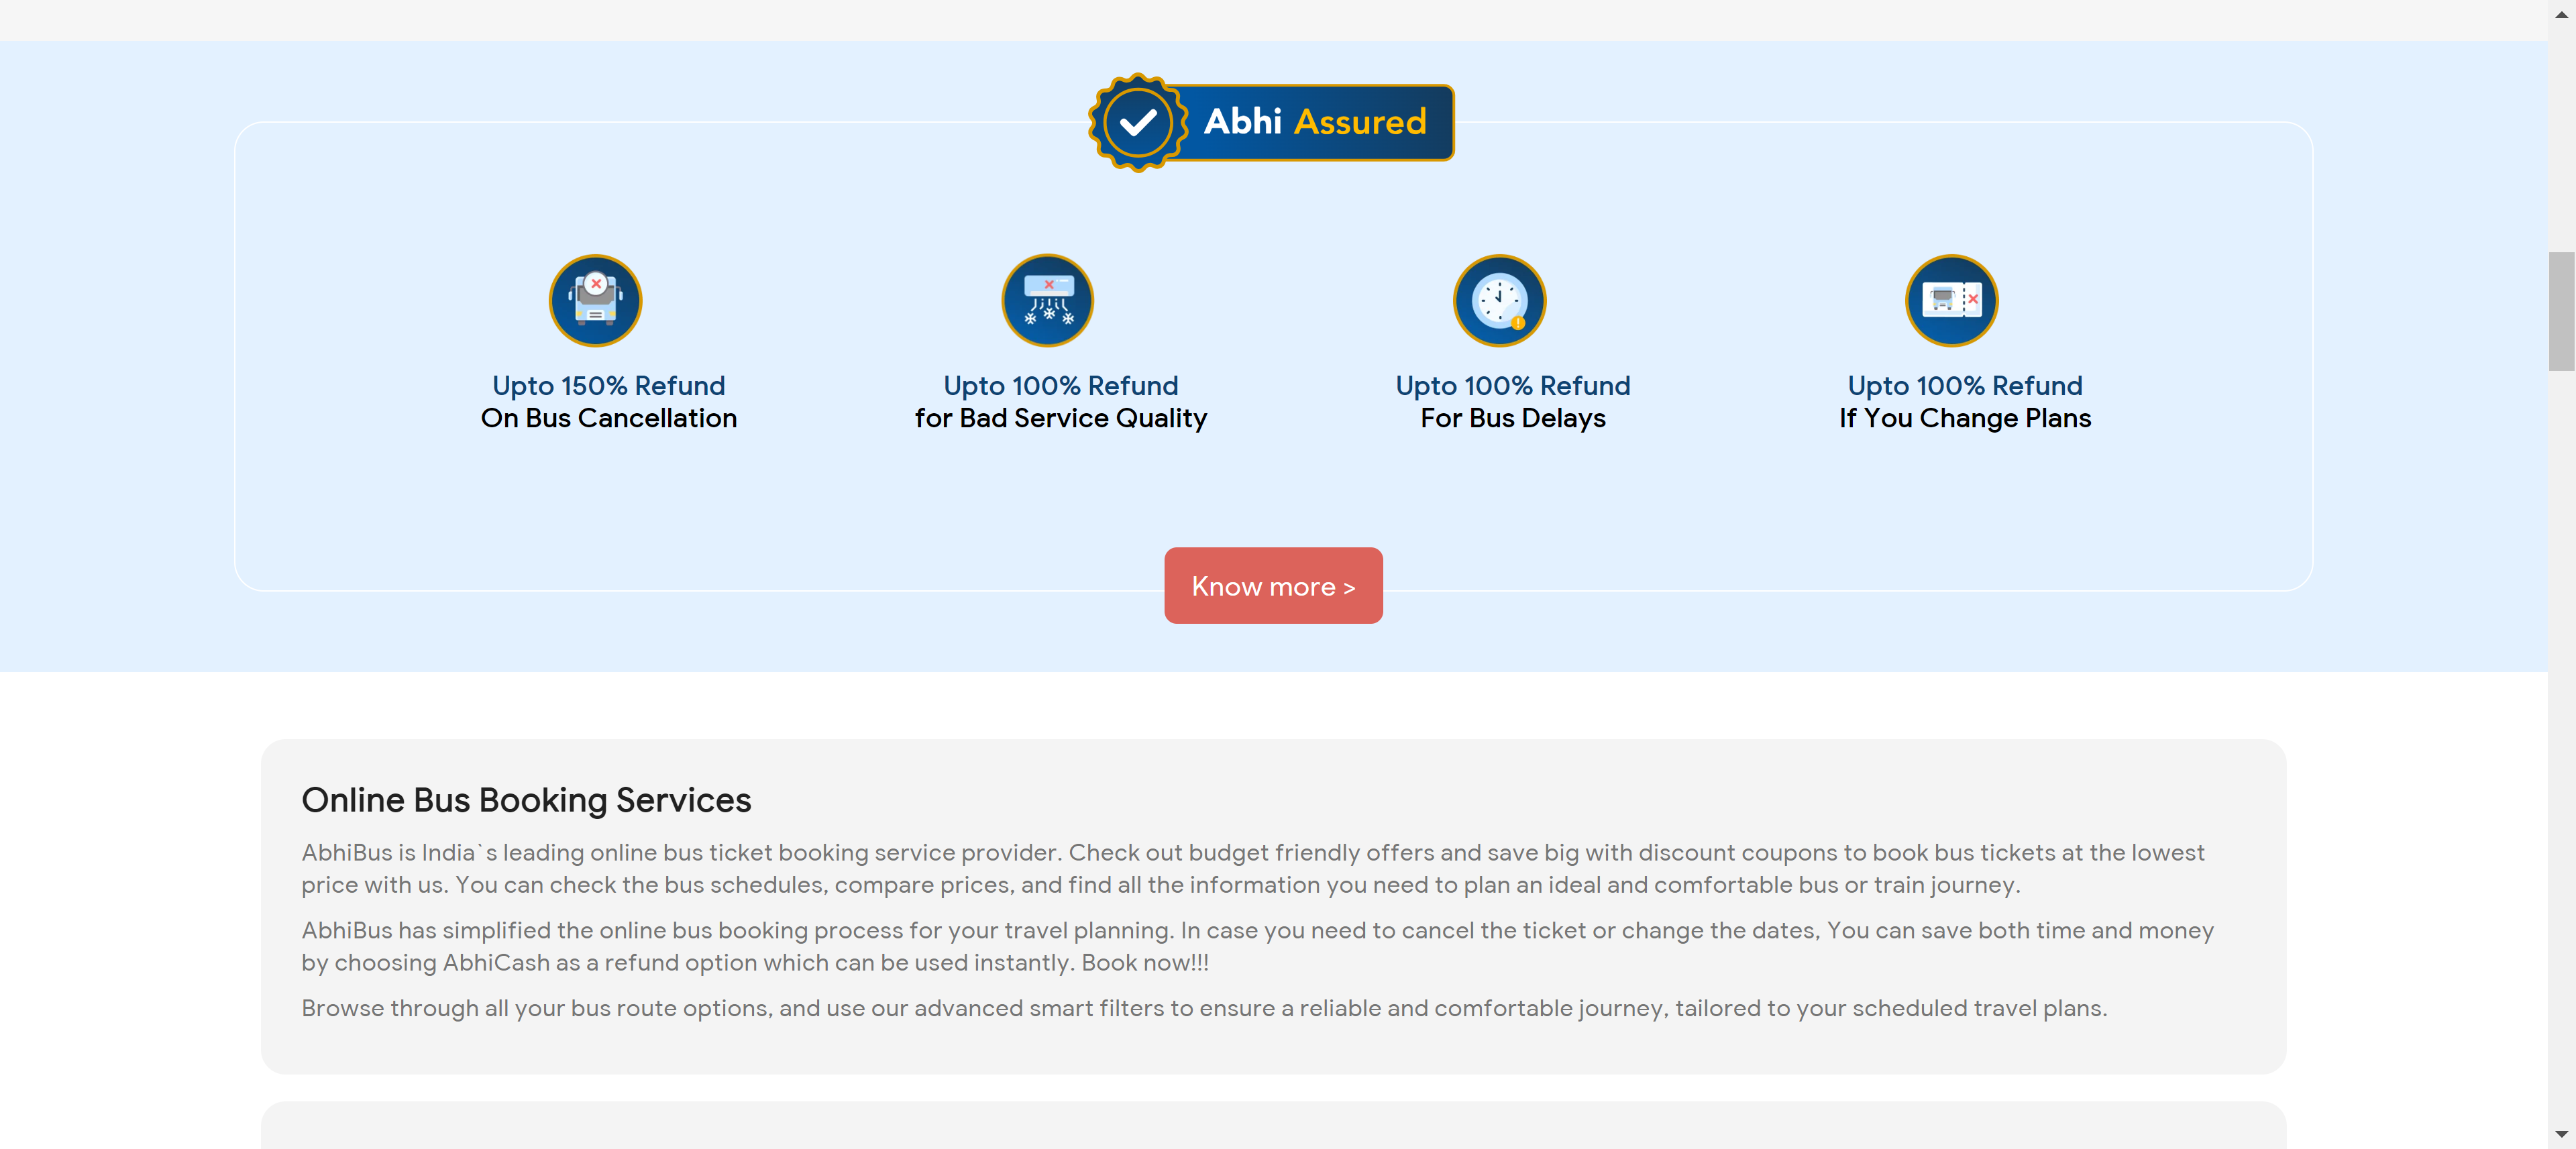 Abhi Assured
Upto 150% Refund
On Bus Cancellation
Upto 100% Refund
for Bad Service Quality
Upto 100% Refund
For Bus Delays
Upto 100% Refund
If You Change Plans
Know more >
Online Bus Booking Services
AbhiBus is India`s leading online bus ticket booking service provider. Check out budget friendly offers and save big with discount coupons to book bus tickets at the lowest
price with us. You can check the bus schedules, compare prices, and find all the information you need to plan an ideal and comfortable bus or train journey.
AbhiBus has simplified the online bus booking process for your travel planning. In case you need to cancel the ticket or change the dates, You can save both time and money
by choosing AbhiCash as a refund option which can be used instantly. Book now!!!
Browse through all your bus route options, and use our advanced smart filters to ensure a reliable and comfortable journey, tailored to your scheduled travel plans.